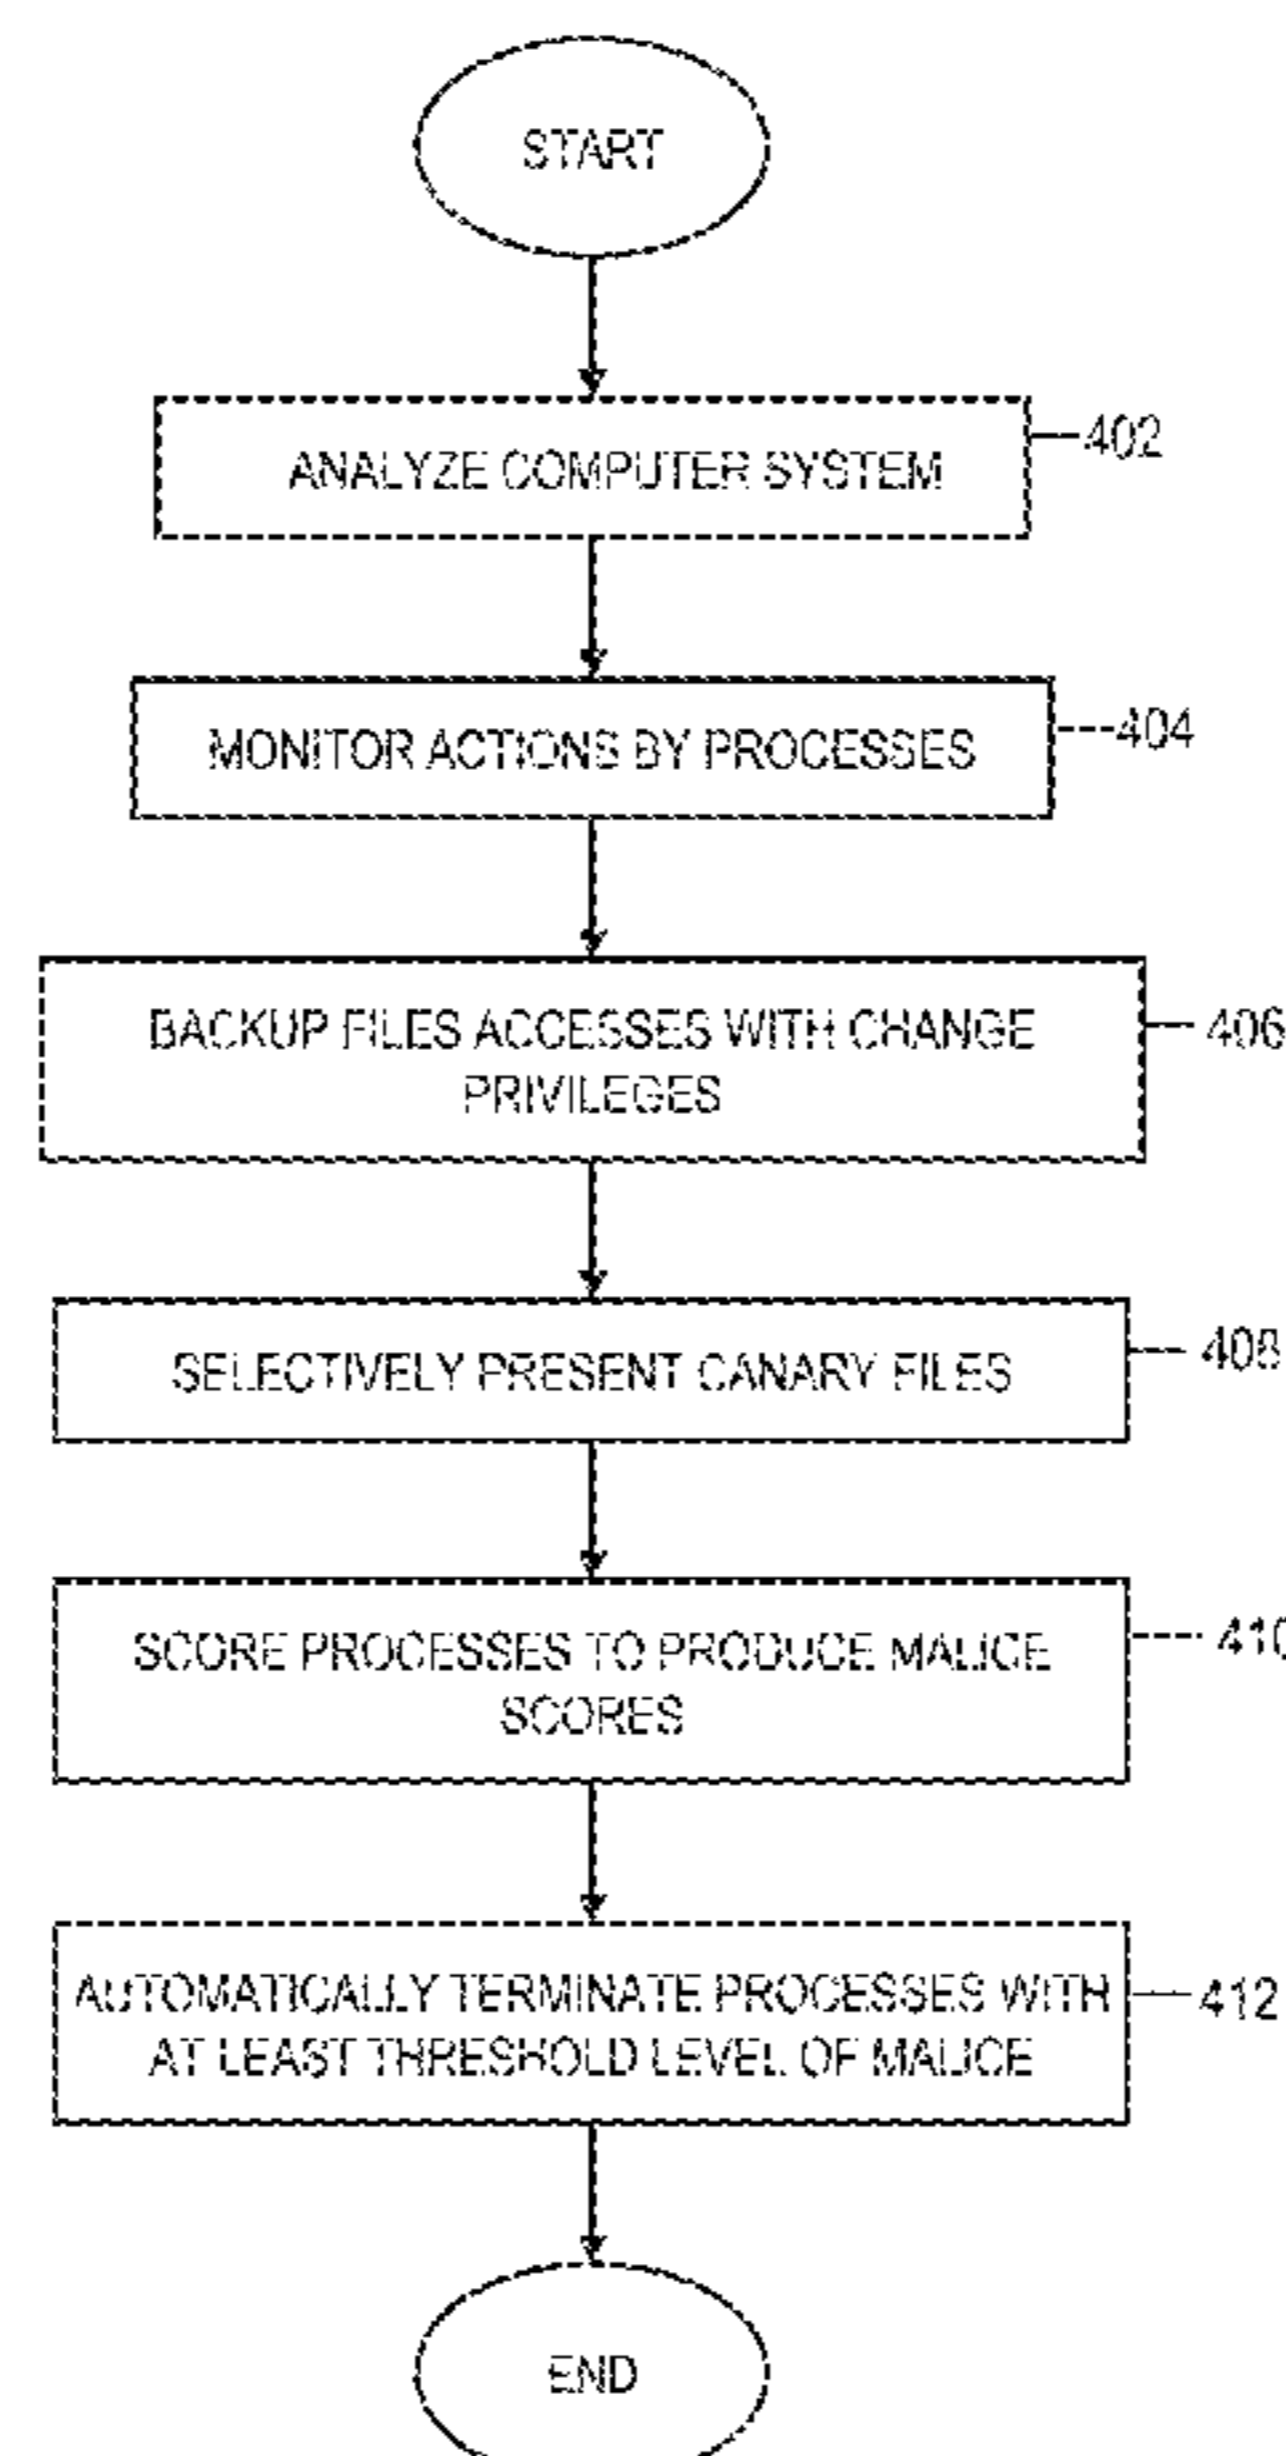 START
ANALYZE COMPUTER SYSTEM
402
MONITOR ACTIONS BY PROCESSES
404
BACKUP FILES ACCESSES WITH CHANGE
PRIVILEGES
406
SELECTIVELY PRESENT CANARY FILES
408
SCORE PROCESSES TO PRODUCE MALICE
SCORES
410
AUTOMATICALLY TERMINATE PROCESSES WITH
AT LEAST THRESHOLD LEVEL OF MALICE
412
END